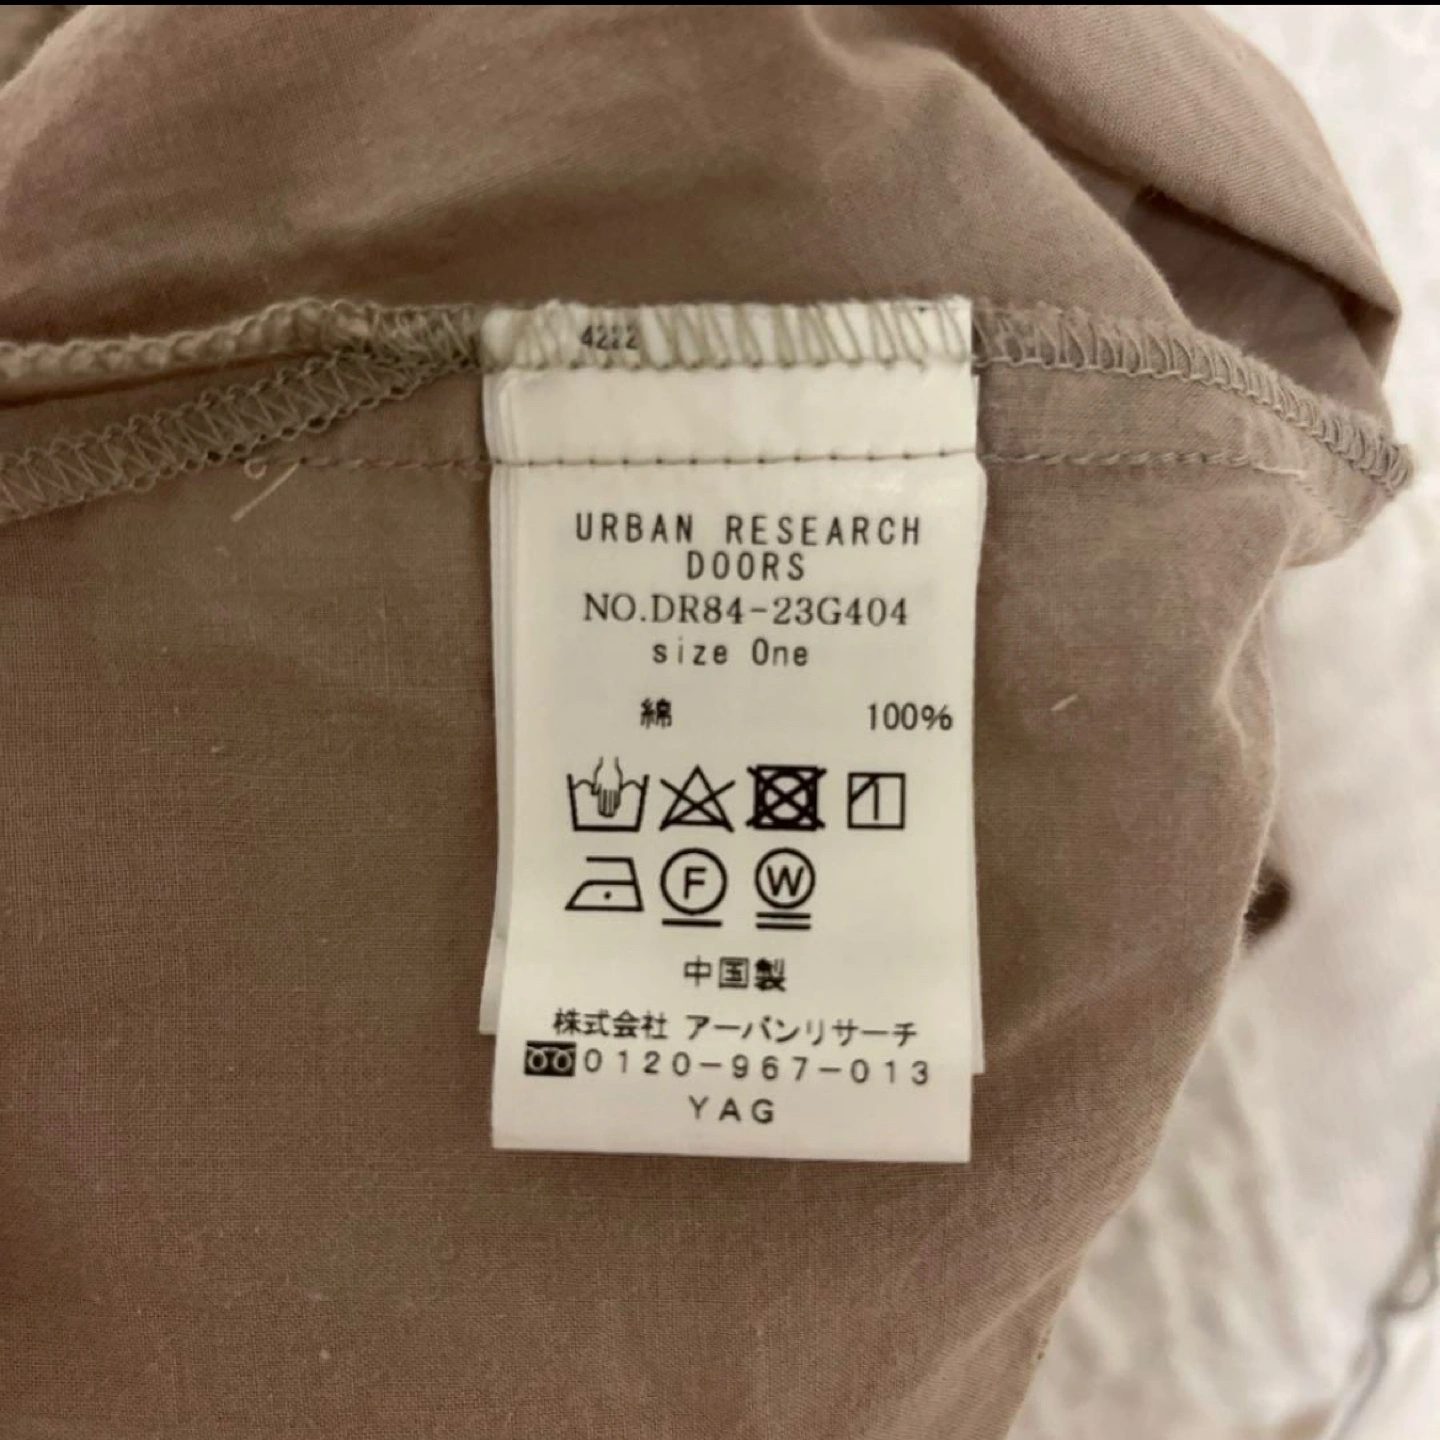 4222
URBAN RESEARCH
DOORS
NO.DR84-23G404
size One
綿 100%
F W
中国製
株式会社 アーバンリサーチ
0120-967-013
YAG